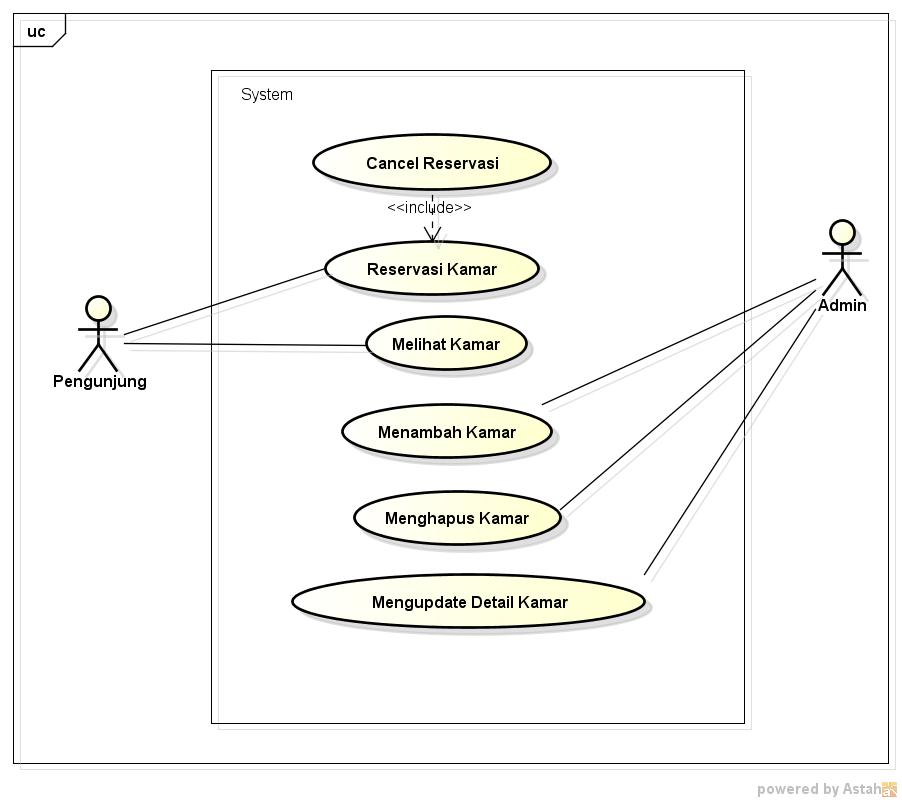 uc
System
Cancel Reservasi
<<include>>
Reservasi Kamar
Admin
Melihat Kamar
Pengunjung
Menambah Kamar
Menghapus Kamar
Mengupdate Detail Kamar
powered by Astah